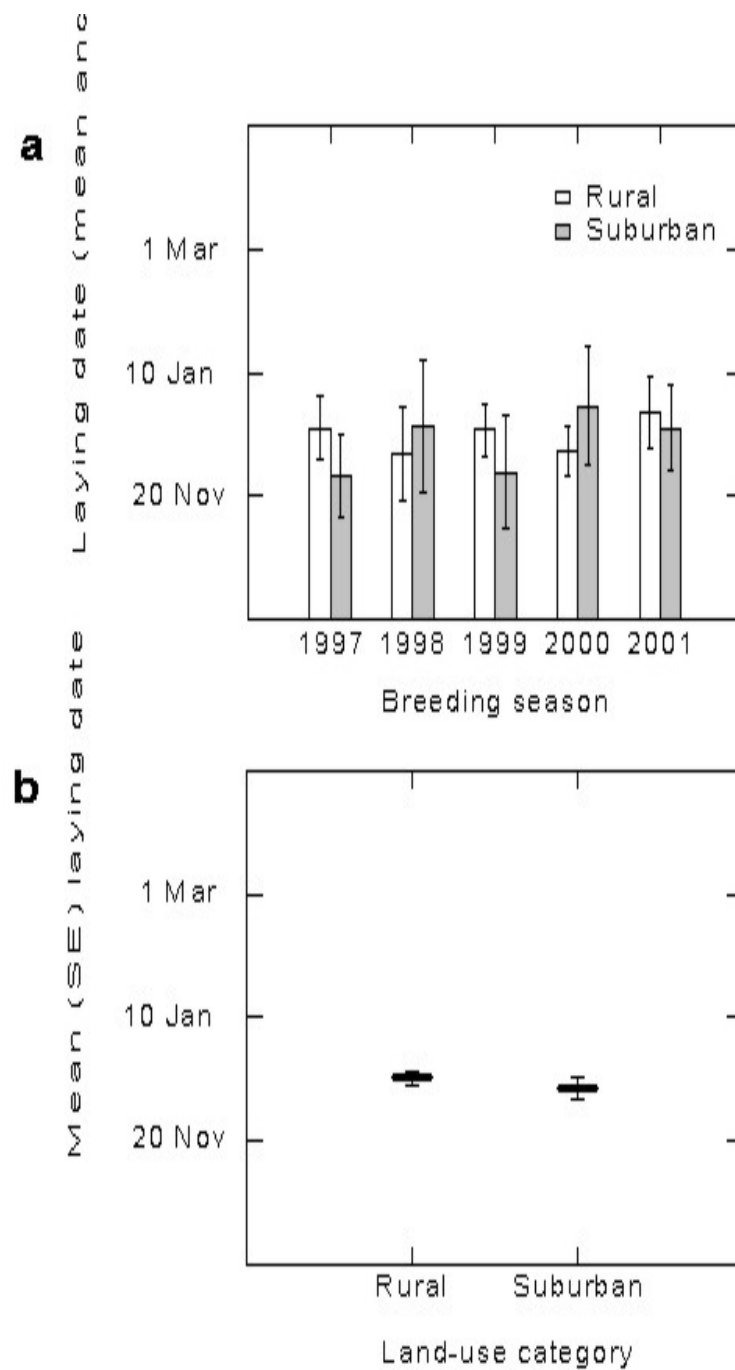 a
Laying date (mean and
Rural
Suburban
1 Mar
10 Jan
20 Nov
1997 1998 1999 2000 2001
Breeding season
b
Mean (SE) laying date
1 Mar
10 Jan
20 Nov
Rural Suburban
Land-use category